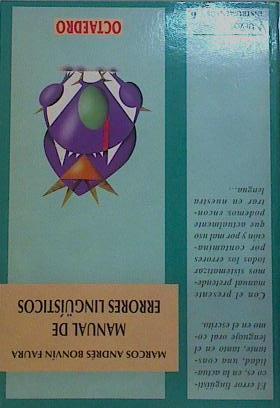 El error lingüísti-
co es, en la actua-
lidad, una cons-
tante, tanto en el
lenguaje oral co-
mo en el escrito.
Con el presente
manual pretende-
mos sistematizar
todos los errores
por contamina-
ción y por mal uso
que actualmente
podemos encon-
trar en nuestra
lengua...
MARCOS ANDRÉS BONVÍN FAURA
MANUAL DE
ERRORES LINGÜÍSTICOS
OCTAEDRO